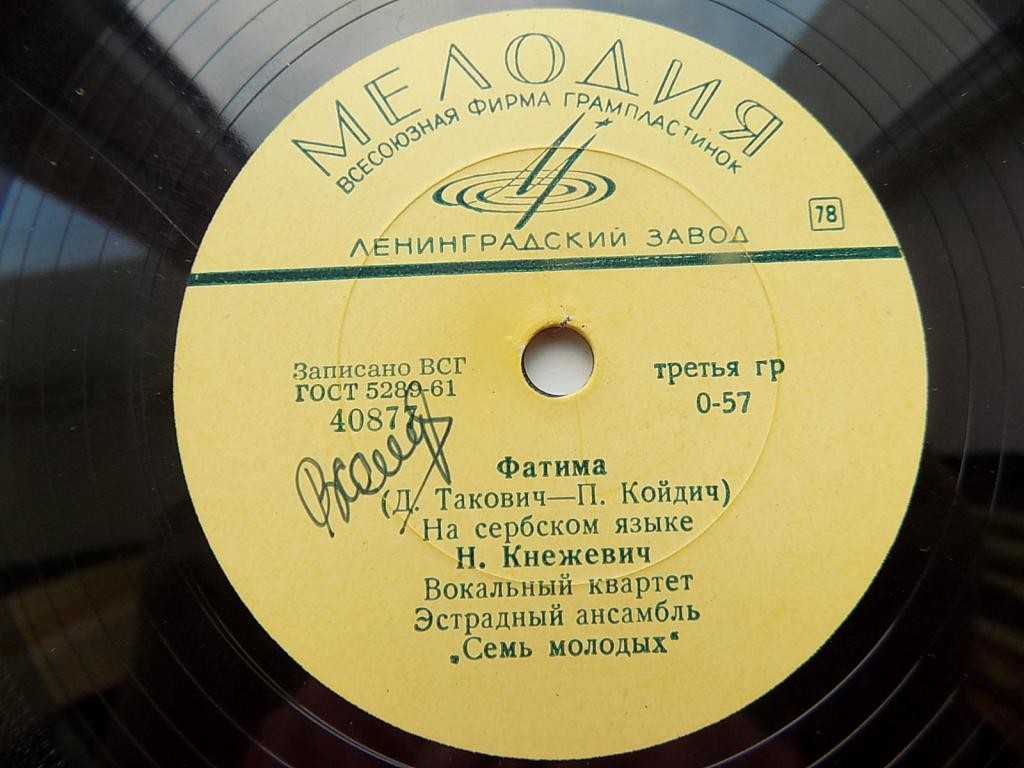 МЕЛОДИЯ
ВСЕСОЮЗНАЯ ФИРМА ГРАМПЛАСТИНОК
78
ЛЕНИНГРАДСКИЙ ЗАВОД
Записано ВСГ
ГОСТ 5289-61
40877
третья гр
0-57
Фатима
(Д. Такович—П. Койдич)
На сербском языке
Н. Кнежевич
Вокальный квартет
Эстрадный ансамбль
„Семь молодых“